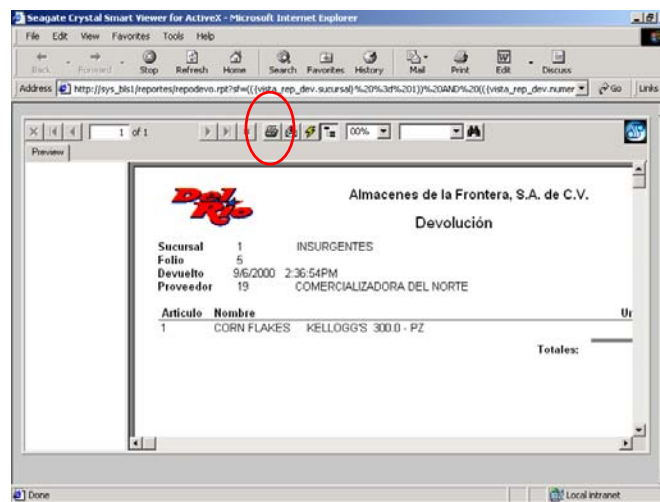 Seagate Crystal Smart Viewer for ActiveX - Microsoft Internet Explorer
File Edit View Favorites Tools Help
Back Forward Stop Refresh Home Search Favorites History Mail Print Edit Discuss
Address http://sys_bls1/reportes/repodevo.rpt?sf=(({vista_rep_dev.sucursal}%20%3d%201))%20AND%20(({vista_rep_dev.numer Go Links
1 of 1 00%
Preview
Del Rio
Almacenes de la Frontera, S.A. de C.V.
Devolución
Sucursal 1 INSURGENTES
Folio 5
Devuelto 9/6/2000 2:36:54PM
Proveedor 19 COMERCIALIZADORA DEL NORTE
Artículo Nombre Ur
1 CORN FLAKES KELLOGG'S 300.0 - PZ
Totales:
Done Local intranet